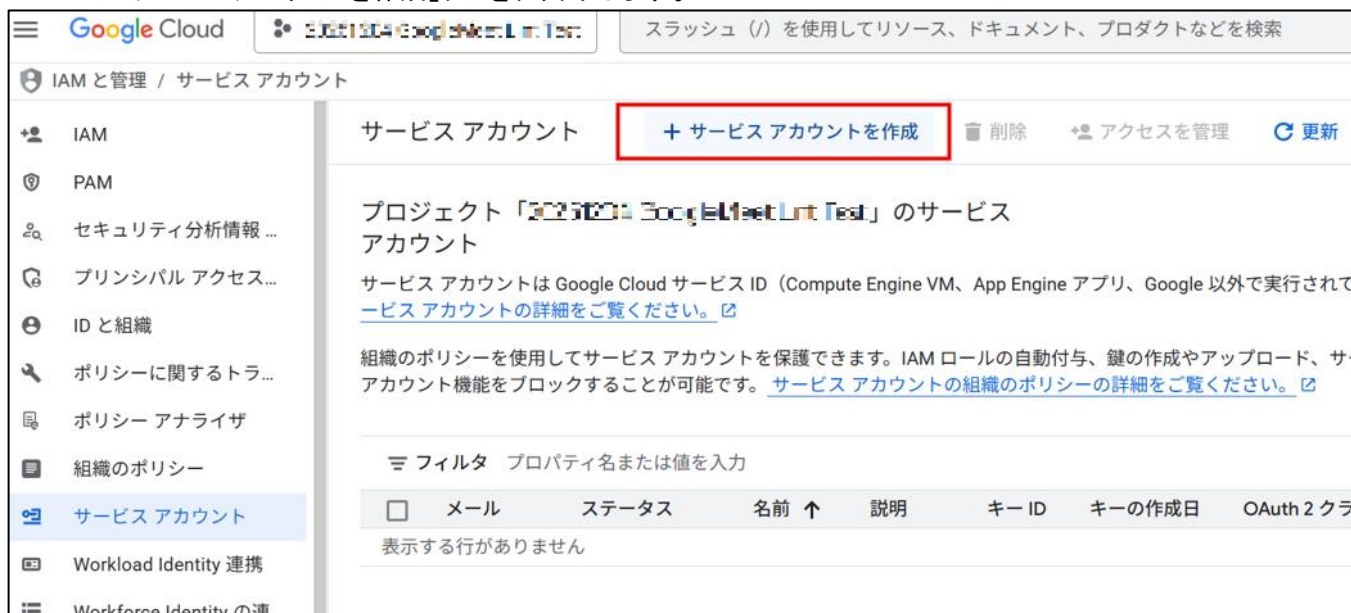 Google Cloud
スラッシュ（/）を使用してリソース、ドキュメント、プロダクトなどを検索
IAM と管理 / サービス アカウント
IAM
PAM
セキュリティ分析情報 ...
プリンシパル アクセス...
ID と組織
ポリシーに関するトラ...
ポリシー アナライザ
組織のポリシー
サービス アカウント
Workload Identity 連携
Workforce Identity の連
サービス アカウント
+ サービス アカウントを作成
削除
アクセスを管理
更新
プロジェクト「」のサービス
アカウント
サービス アカウントは Google Cloud サービス ID（Compute Engine VM、App Engine アプリ、Google 以外で実行されて
ービス アカウントの詳細をご覧ください。
組織のポリシーを使用してサービス アカウントを保護できます。IAM ロールの自動付与、鍵の作成やアップロード、サー
アカウント機能をブロックすることが可能です。 サービス アカウントの組織のポリシーの詳細をご覧ください。
フィルタ プロパティ名または値を入力
メール ステータス 名前 ↑ 説明 キー ID キーの作成日 OAuth 2 クラ
表示する行がありません